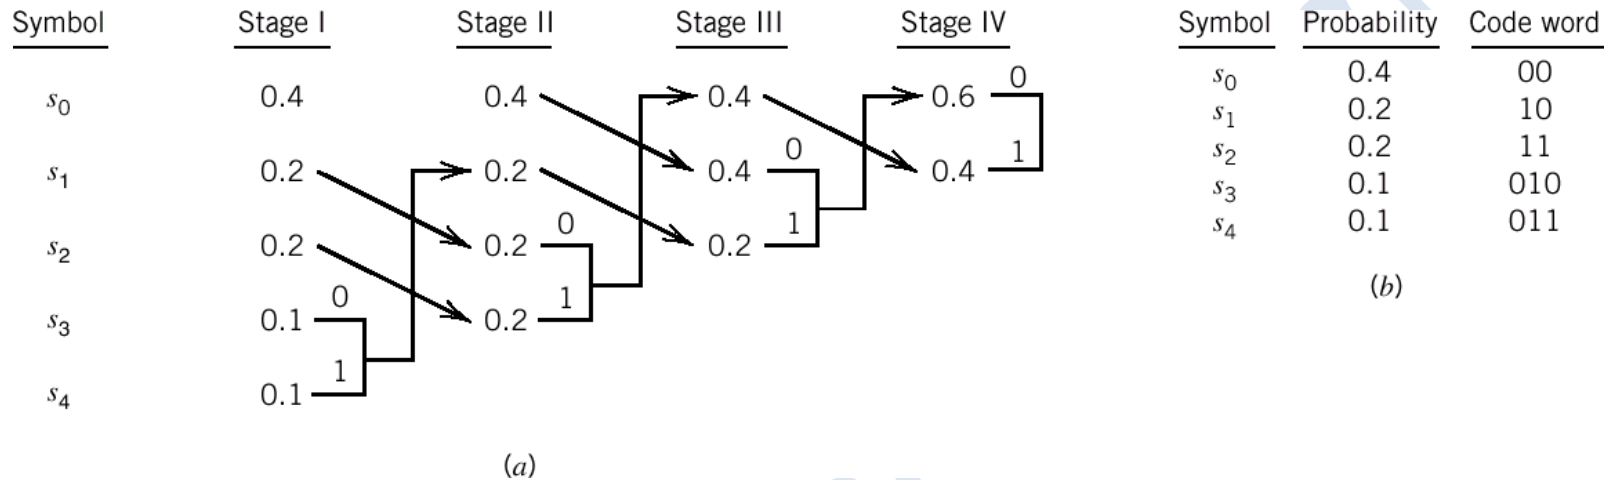 Symbol Stage I Stage II Stage III Stage IV Symbol Probability Code word
s0 0.4 0.4 0.4 0.6 0 s0 0.4 00
s1 0.2 0.2 0.4 0 0.4 1 s1 0.2 10
s2 0.2 0.2 0 0.2 1 s2 0.2 11
s3 0.1 0 0.2 1 s3 0.1 010
s4 0.1 1 s4 0.1 011
(b)
(a)